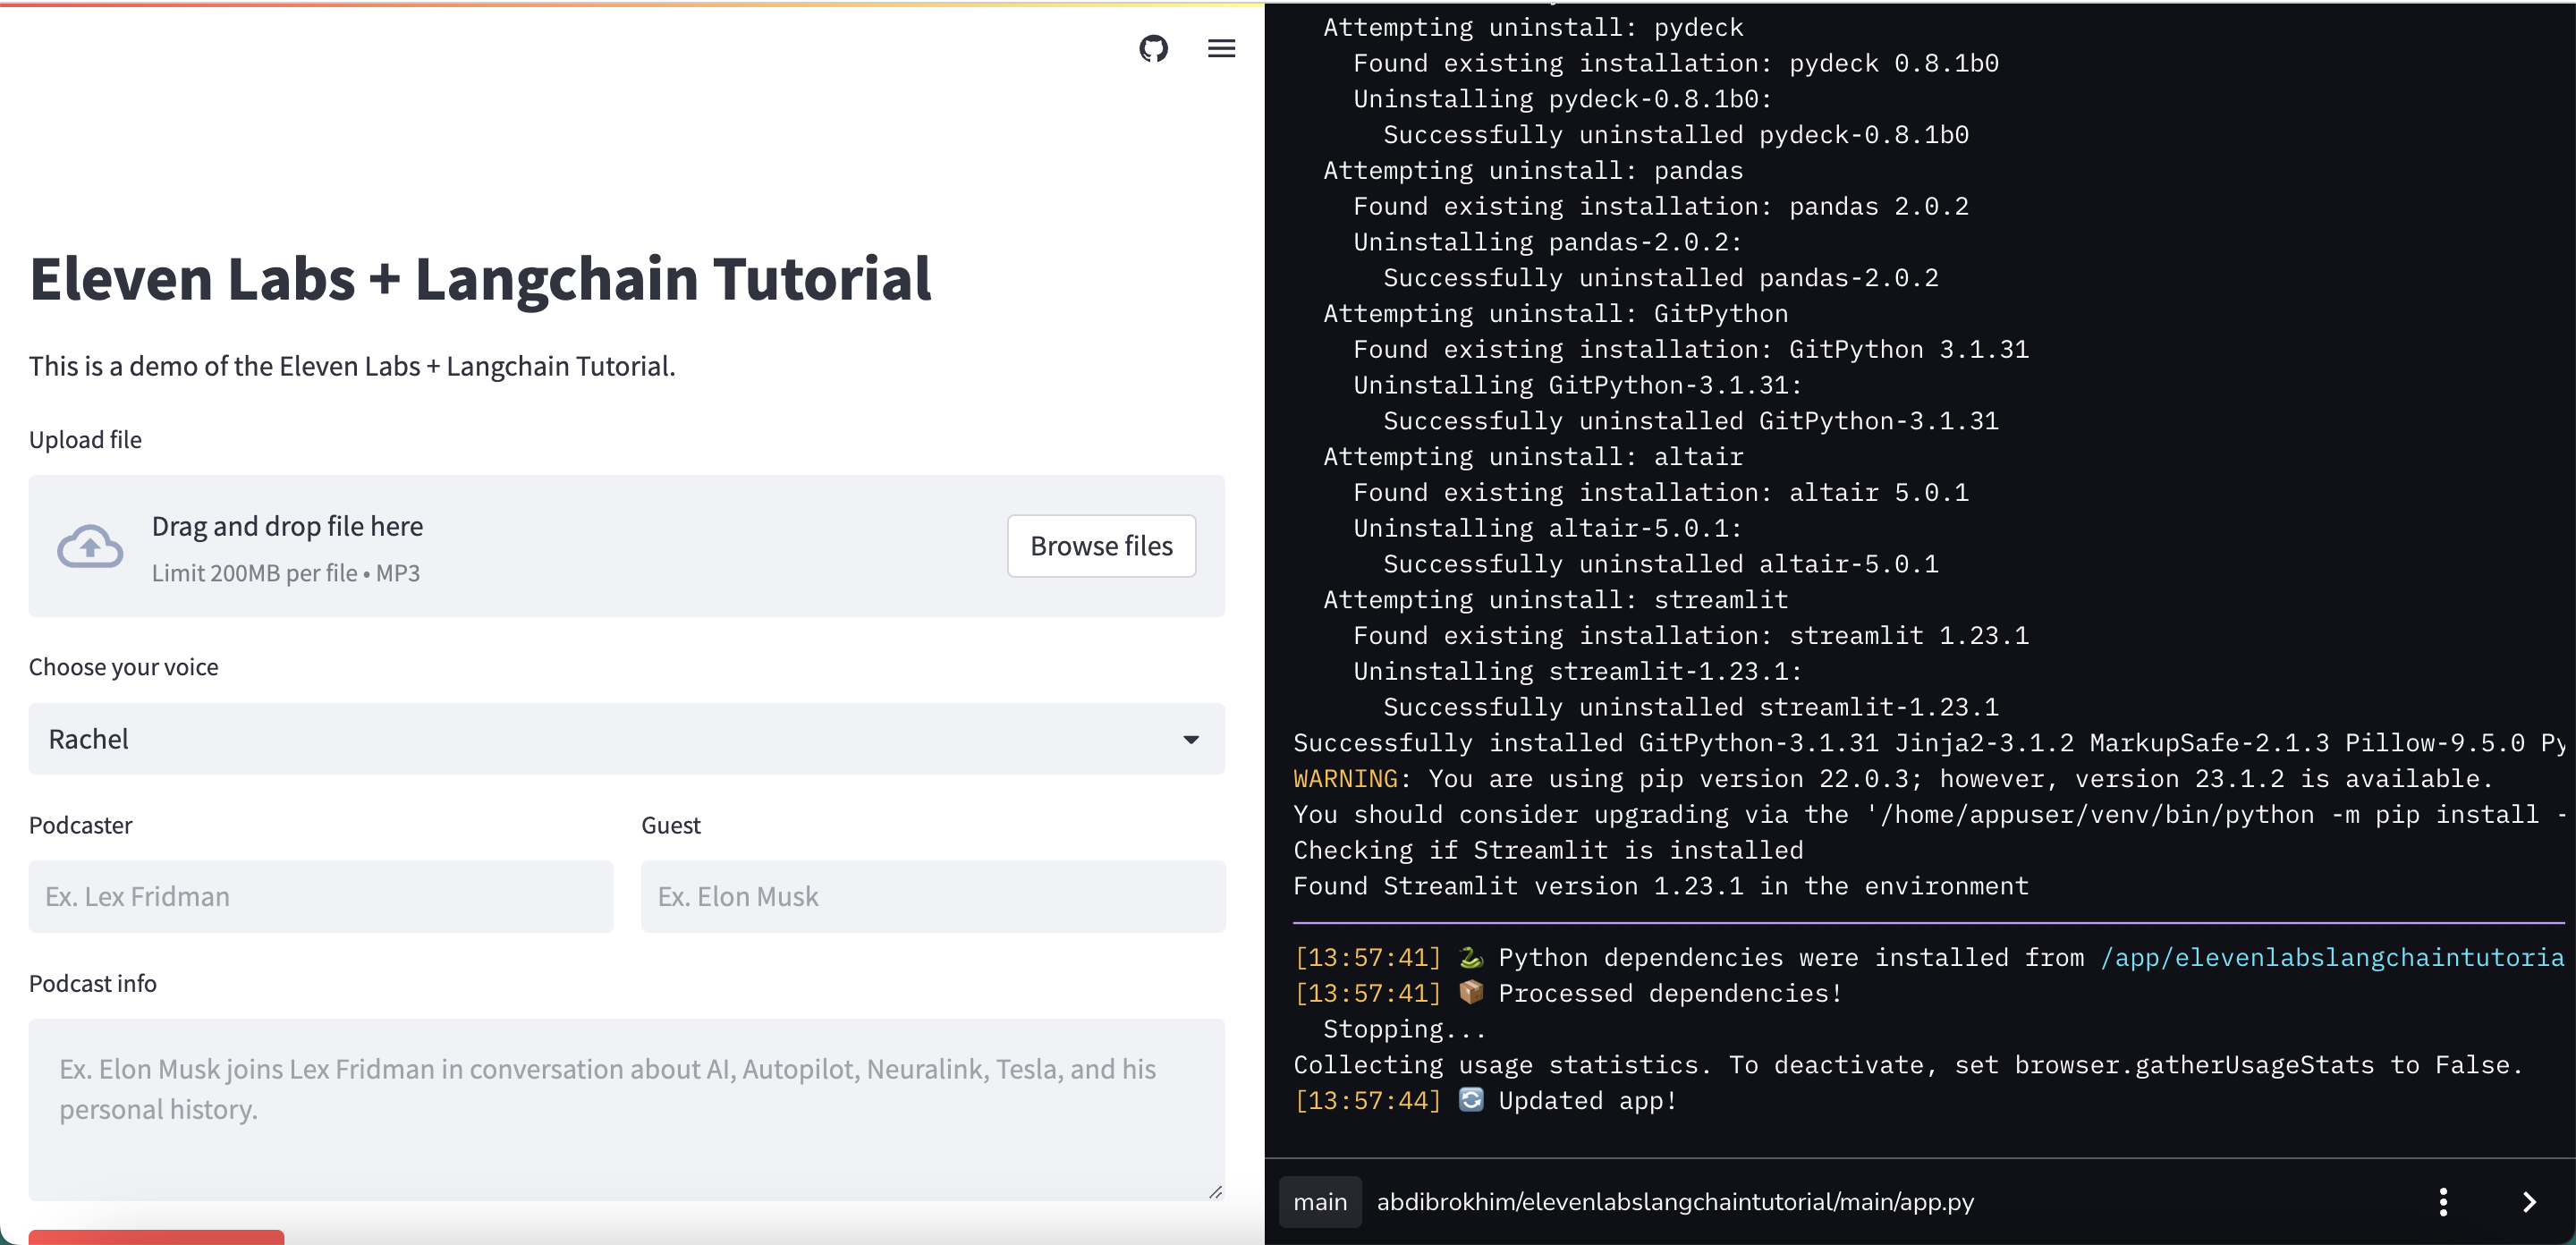 Eleven Labs + Langchain Tutorial
This is a demo of the Eleven Labs + Langchain Tutorial.
Upload file
Drag and drop file here
Limit 200MB per file • MP3
Browse files
Choose your voice
Rachel
Podcaster
Guest
Ex. Lex Fridman
Ex. Elon Musk
Podcast info
Ex. Elon Musk joins Lex Fridman in conversation about AI, Autopilot, Neuralink, Tesla, and his
personal history.
Attempting uninstall: pydeck
Found existing installation: pydeck 0.8.1b0
Uninstalling pydeck-0.8.1b0:
Successfully uninstalled pydeck-0.8.1b0
Attempting uninstall: pandas
Found existing installation: pandas 2.0.2
Uninstalling pandas-2.0.2:
Successfully uninstalled pandas-2.0.2
Attempting uninstall: GitPython
Found existing installation: GitPython 3.1.31
Uninstalling GitPython-3.1.31:
Successfully uninstalled GitPython-3.1.31
Attempting uninstall: altair
Found existing installation: altair 5.0.1
Uninstalling altair-5.0.1:
Successfully uninstalled altair-5.0.1
Attempting uninstall: streamlit
Found existing installation: streamlit 1.23.1
Uninstalling streamlit-1.23.1:
Successfully uninstalled streamlit-1.23.1
Successfully installed GitPython-3.1.31 Jinja2-3.1.2 MarkupSafe-2.1.3 Pillow-9.5.0 Py
WARNING: You are using pip version 22.0.3; however, version 23.1.2 is available.
You should consider upgrading via the '/home/appuser/venv/bin/python -m pip install -
Checking if Streamlit is installed
Found Streamlit version 1.23.1 in the environment
[13:57:41] 🐍 Python dependencies were installed from /app/elevenlabslangchaintutoria
[13:57:41] 📦 Processed dependencies!
Stopping...
Collecting usage statistics. To deactivate, set browser.gatherUsageStats to False.
[13:57:44] 🔄 Updated app!
main
abdibrokhim/elevenlabslangchaintutorial/main/app.py